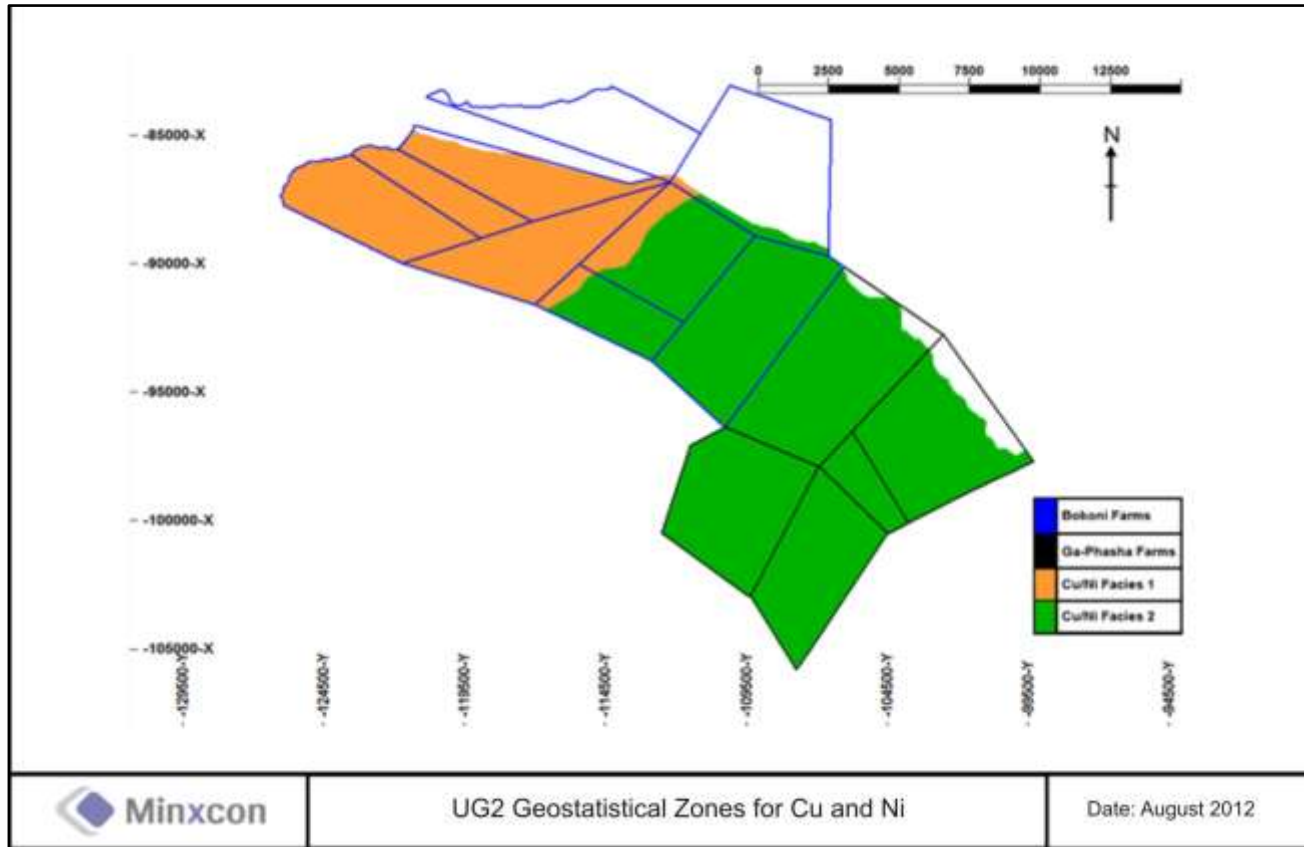 0 2500 5000 7500 10000 12500
N
-85000-X
-90000-X
-95000-X
-100000-X
-105000-X
-129500-Y
-124500-Y
-119500-Y
-114500-Y
-109500-Y
-104500-Y
-99500-Y
-94500-Y
Bokoni Farms
Ga-Phasha Farms
Cu/Ni Facies 1
Cu/Ni Facies 2
Minxcon
UG2 Geostatistical Zones for Cu and Ni
Date: August 2012